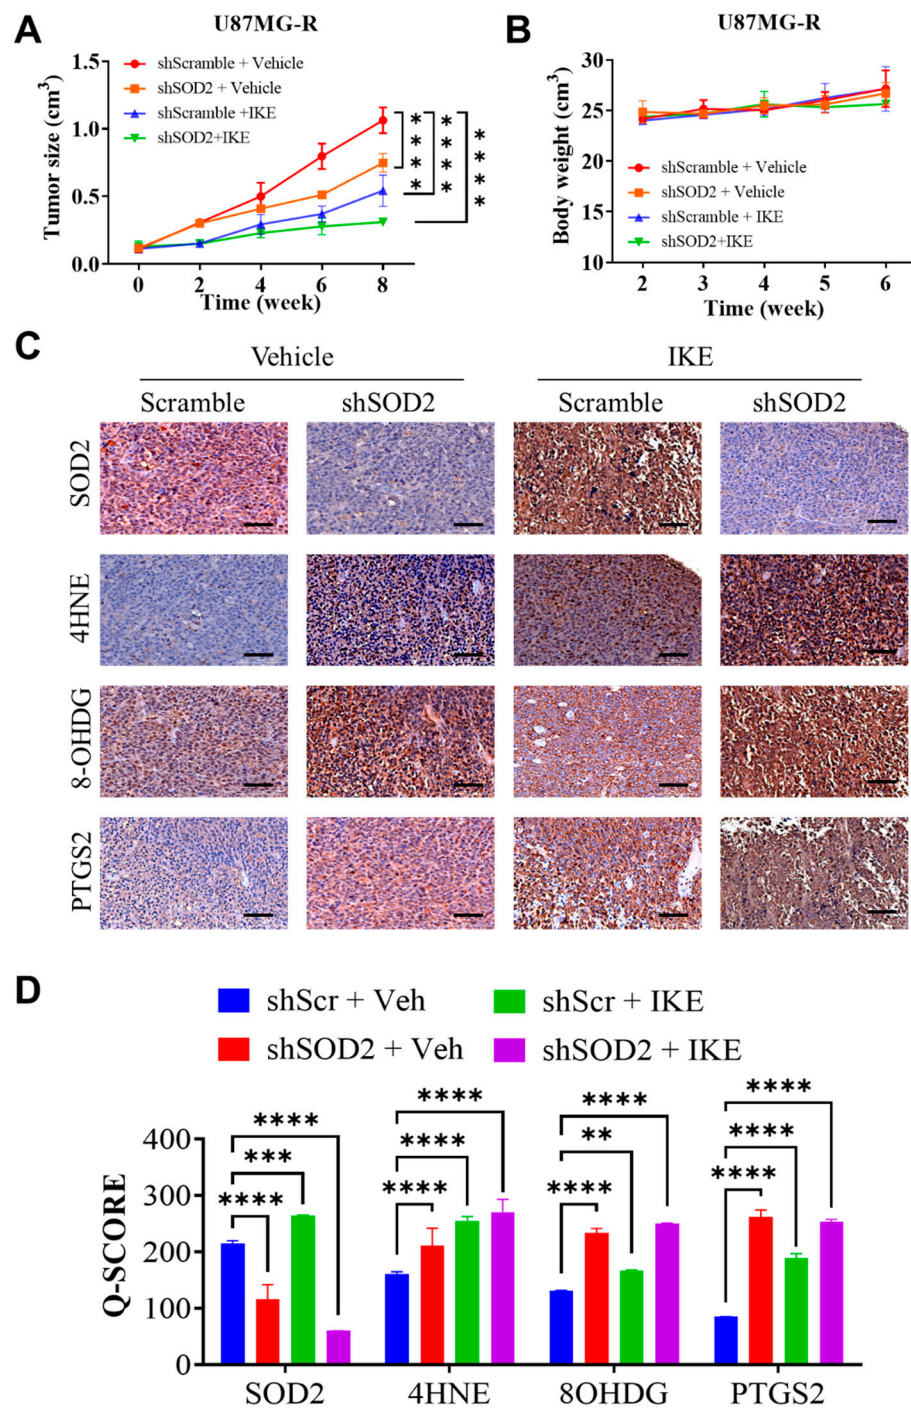 A
U87MG-R
Tumor size (cm3)
1.5
1.0
0.5
0.0
shScramble + Vehicle
shSOD2 + Vehicle
shScramble +IKE
shSOD2+IKE
****
****
****
0 2 4 6 8
Time (week)
B
U87MG-R
Body weight (cm3)
30
25
20
15
10
shScramble + Vehicle
shSOD2 + Vehicle
shScramble + IKE
shSOD2+IKE
2 3 4 5 6
Time (week)
C
Vehicle IKE
Scramble shSOD2 Scramble shSOD2
SOD2
4HNE
8-OHDG
PTGS2
D
shScr + Veh shScr + IKE
shSOD2 + Veh shSOD2 + IKE
Q-SCORE
400
300
200
100
0
****
***
****
****
****
****
****
**
****
****
****
****
SOD2 4HNE 8OHDG PTGS2